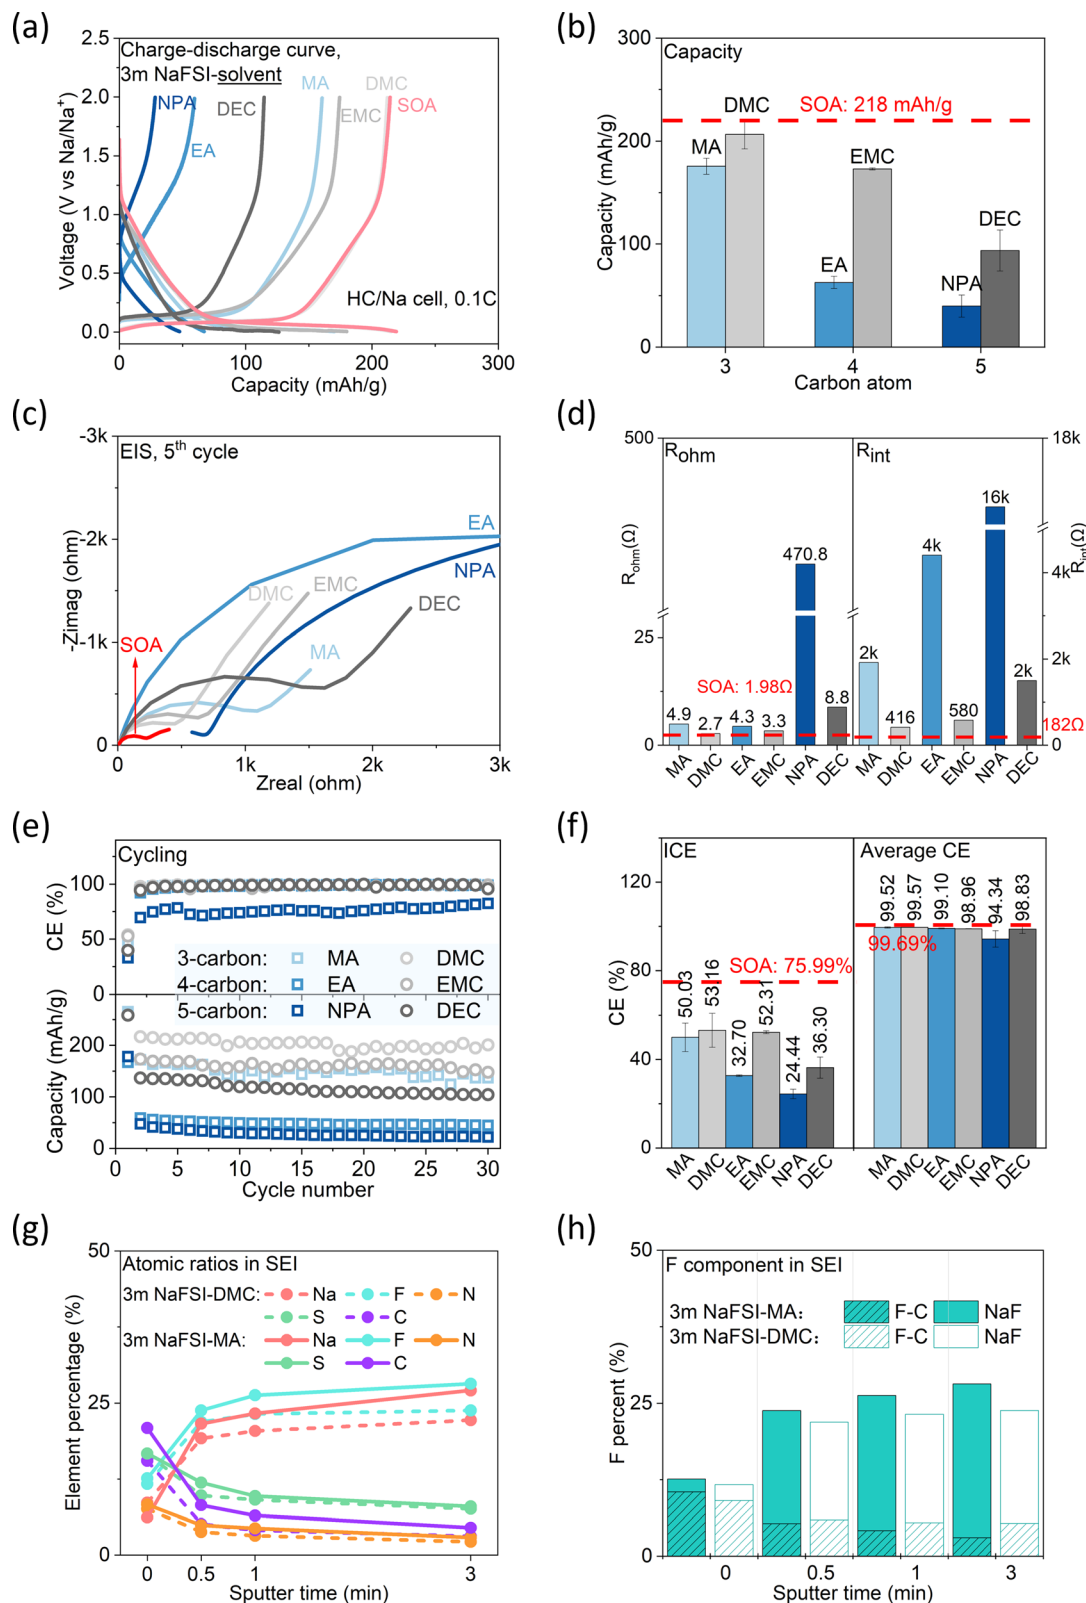 (a)
Charge-discharge curve,
3m NaFSI-solvent
NPA
EA
DEC
MA
EMC
DMC
SOA
HC/Na cell, 0.1C
2.5
2.0
1.5
1.0
0.5
0.0
Voltage (V vs Na/Na⁺)
0 100 200 300
Capacity (mAh/g)
(b)
Capacity
SOA: 218 mAh/g
MA
DMC
EA
EMC
NPA
DEC
300
200
100
0
Capacity (mAh/g)
3 4 5
Carbon atom
(c)
EIS, 5th cycle
EA
NPA
DMC
EMC
DEC
MA
SOA
-3k
-2k
-1k
0
-Zimag (ohm)
0 1k 2k 3k
Zreal (ohm)
(d)
Rohm
Rint
500
25
0
Rohm(Ω)
18k
4k
2k
0
Rint(Ω)
4.9
2.7
4.3
3.3
470.8
8.8
SOA: 1.98Ω
2k
416
4k
580
16k
2k
182Ω
MA DMC EA EMC NPA DEC MA DMC EA EMC NPA DEC
(e)
Cycling
100
50
0
CE (%)
3-carbon: MA DMC
4-carbon: EA EMC
5-carbon: NPA DEC
200
100
0
Capacity (mAh/g)
0 5 10 15 20 25 30
Cycle number
(f)
ICE
Average CE
120
80
40
0
CE (%)
SOA: 75.99%
50.03
53.16
32.70
52.31
24.44
36.30
99.52
99.57
99.10
98.96
94.34
98.83
99.69%
MA DMC EA EMC NPA DEC MA DMC EA EMC NPA DEC
(g)
Atomic ratios in SEI
3m NaFSI-DMC: Na F N
S C
3m NaFSI-MA: Na F N
S C
50
25
0
Element percentage (%)
0 0.5 1 3
Sputter time (min)
(h)
F component in SEI
3m NaFSI-MA: F-C NaF
3m NaFSI-DMC: F-C NaF
50
25
0
F percent (%)
0 0.5 1 3
Sputter time (min)